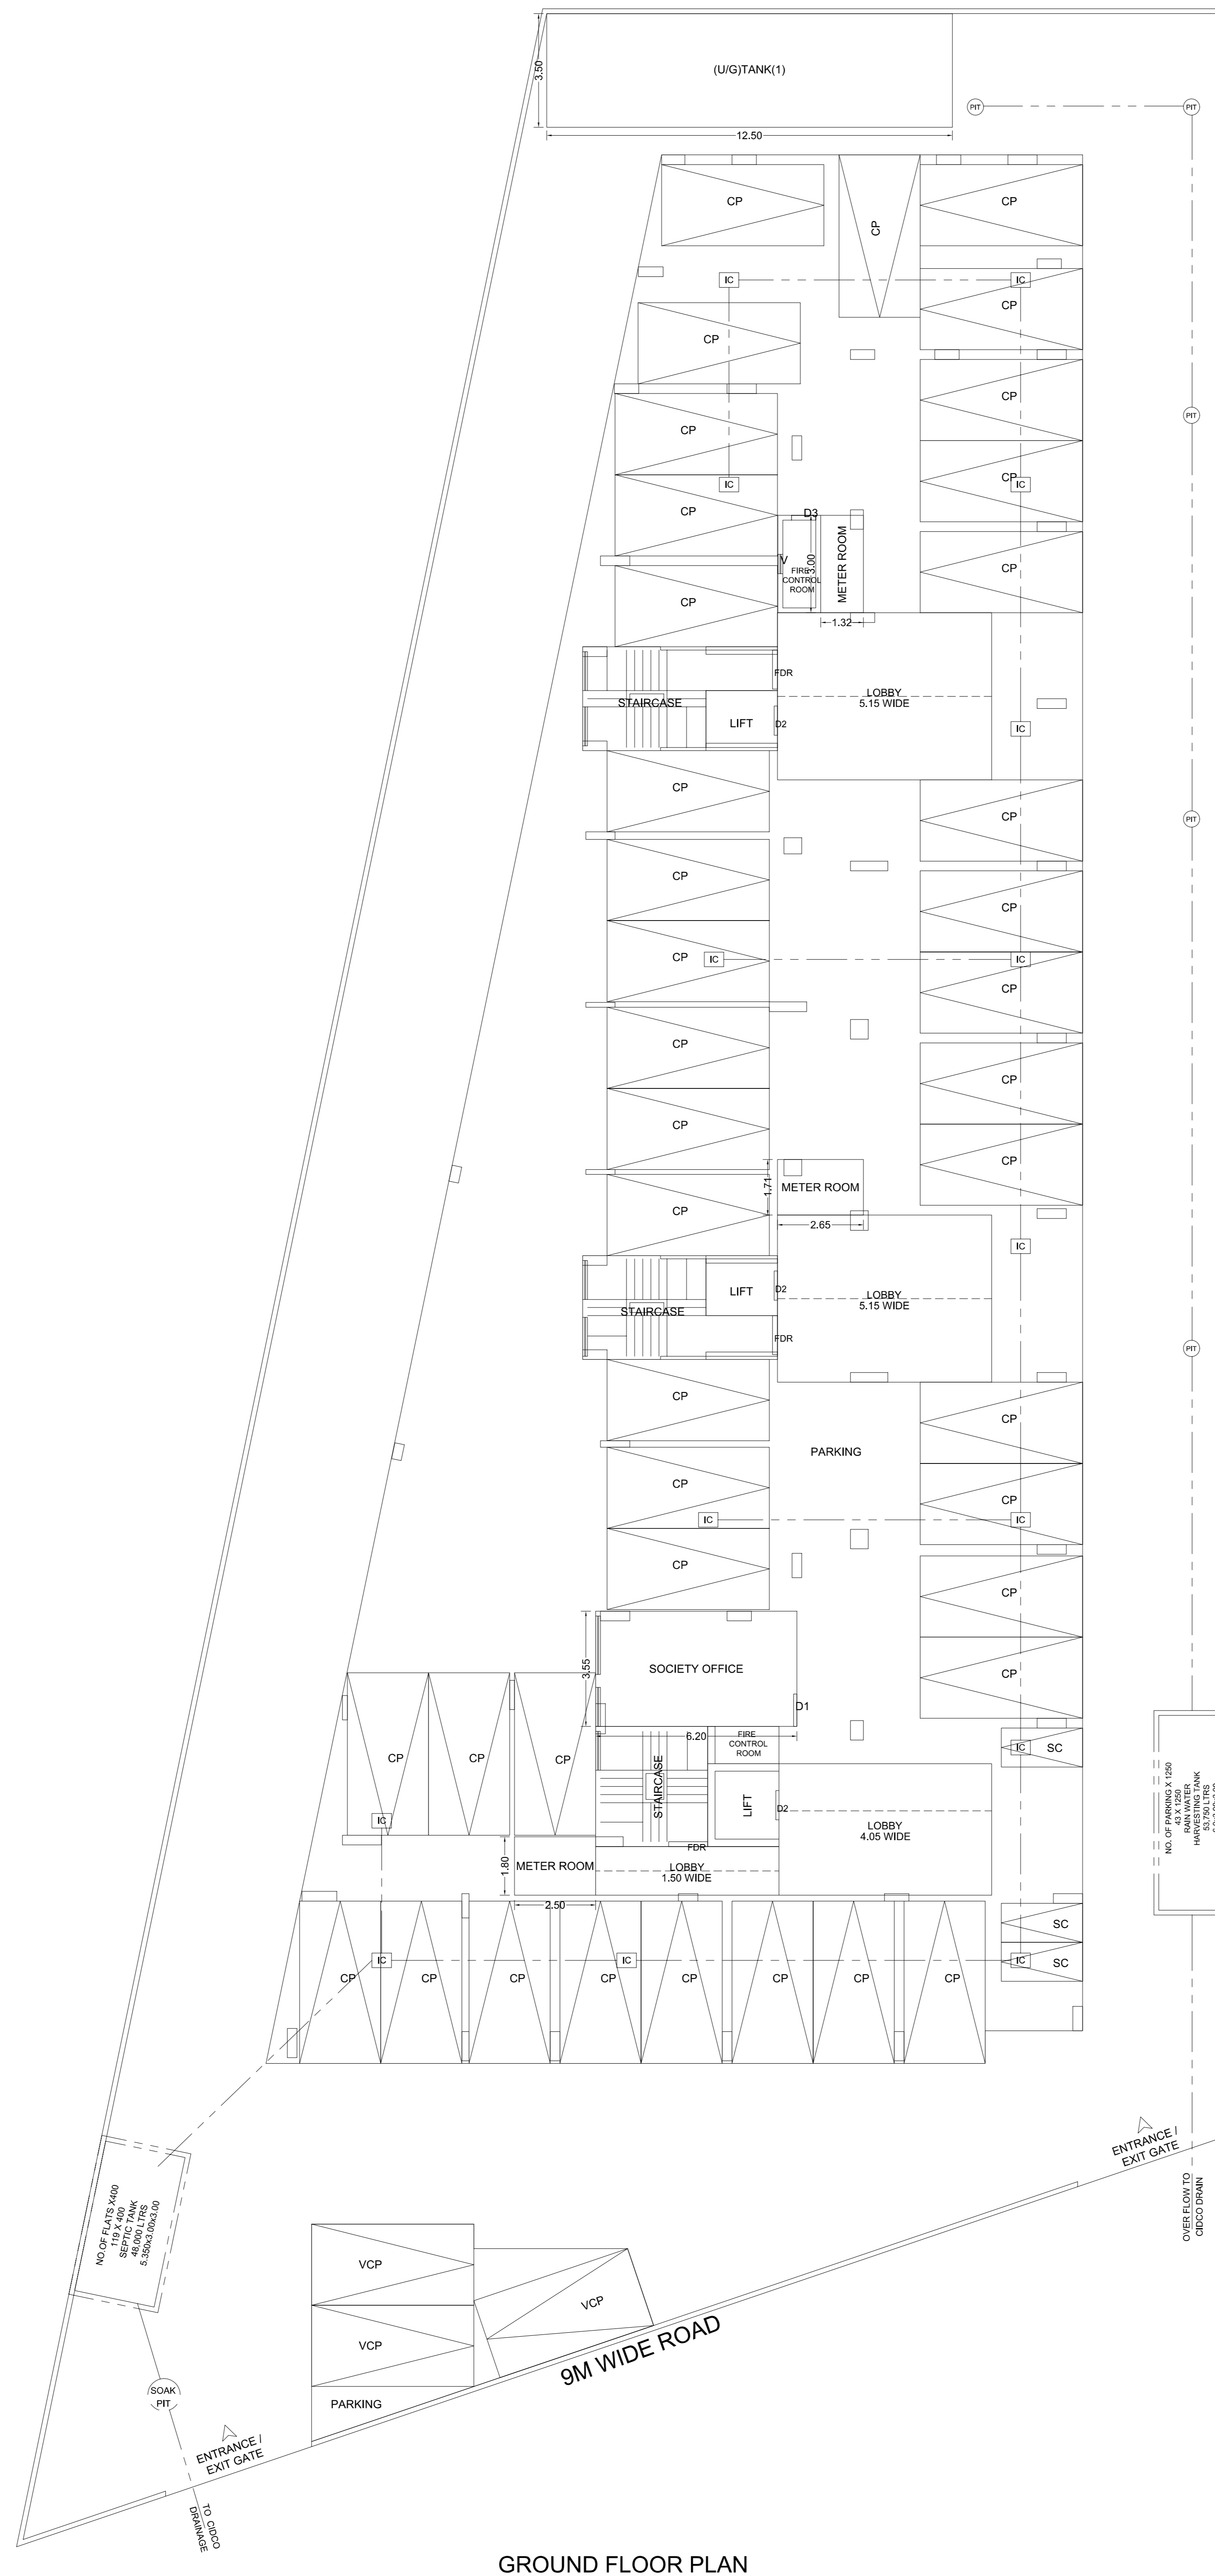 (U/G)TANK(1)
3.50
12.50
PIT
PIT
CP
CP
CP
IC
IC
CP
CP
CP
CP
PIT
CP
CP
IC
IC
D3
CP
FIRE
CONTROL
ROOM
3.00
METER ROOM
V
CP
CP
1.32
FDR
STAIRCASE
LIFT
D2
LOBBY
5.15 WIDE
IC
CP
CP
PIT
CP
CP
CP
IC
IC
CP
CP
CP
CP
CP
1.71
METER ROOM
2.65
CP
IC
LIFT
D2
STAIRCASE
FDR
LOBBY
5.15 WIDE
PIT
CP
CP
PARKING
CP
CP
IC
IC
CP
CP
3.55
SOCIETY OFFICE
CP
D1
6.20
FIRE
CONTROL
ROOM
IC
SC
CP
CP
CP
STAIRCASE
LIFT
D2
LOBBY
4.05 WIDE
NO. OF PARKING X 1250
43 X 1250
RAIN WATER
HARVESTING TANK
53,750 LTRS
IC
FDR
1.80
METER ROOM
LOBBY
1.50 WIDE
2.50
SC
IC
IC
IC
SC
CP
CP
CP
CP
CP
CP
CP
CP
ENTRANCE /
EXIT GATE
OVER FLOW TO
CIDCO DRAIN
NO.OF FLATS X400
119 X 400
SEPTIC TANK
48,000 LTRS
5.350x3.00x3.00
VCP
VCP
VCP
9M WIDE ROAD
SOAK
PIT
PARKING
ENTRANCE /
EXIT GATE
TO CIDCO
DRAINAGE
GROUND FLOOR PLAN